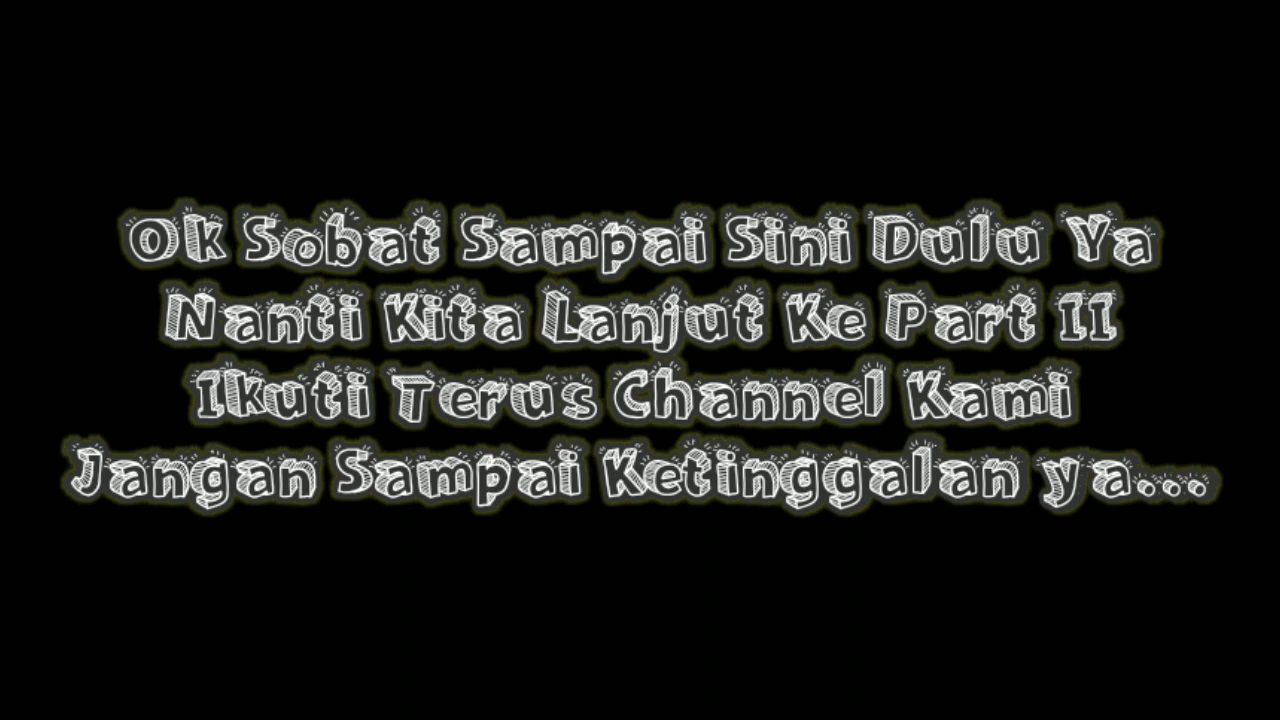 Ok Sobat Sampai Sini Dulu Ya
Nanti Kita Lanjut Ke Part II
Ikuti Terus Channel Kami
Jangan Sampai Ketinggalan ya...